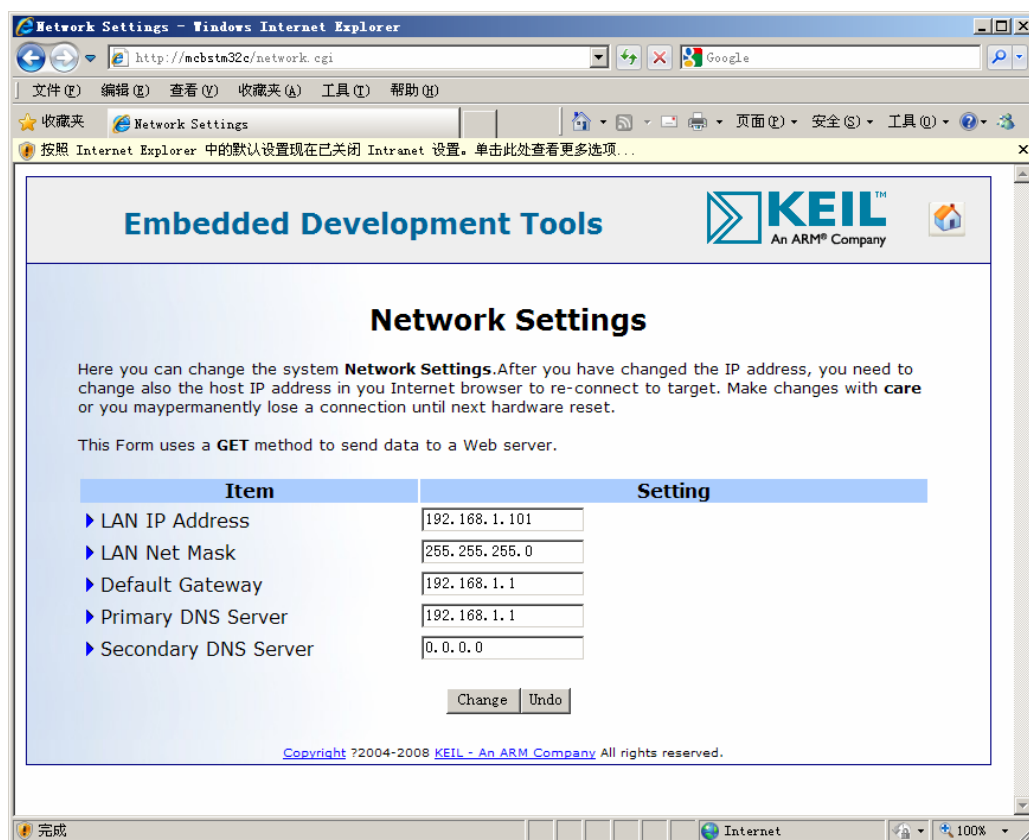 Network Settings - Windows Internet Explorer
http://mcbstm32c/network.cgi
Google
文件(F) 编辑(E) 查看(V) 收藏夹(A) 工具(T) 帮助(H)
收藏夹 Network Settings 页面(P) 安全(S) 工具(O)
按照 Internet Explorer 中的默认设置现在已关闭 Intranet 设置。单击此处查看更多选项...
Embedded Development Tools
KEIL™
An ARM® Company
Network Settings
Here you can change the system Network Settings.After you have changed the IP address, you need to
change also the host IP address in you Internet browser to re-connect to target. Make changes with care
or you maypermanently lose a connection until next hardware reset.
This Form uses a GET method to send data to a Web server.
Item Setting
LAN IP Address 192.168.1.101
LAN Net Mask 255.255.255.0
Default Gateway 192.168.1.1
Primary DNS Server 192.168.1.1
Secondary DNS Server 0.0.0.0
Change Undo
Copyright ?2004-2008 KEIL - An ARM Company All rights reserved.
完成 Internet 100%